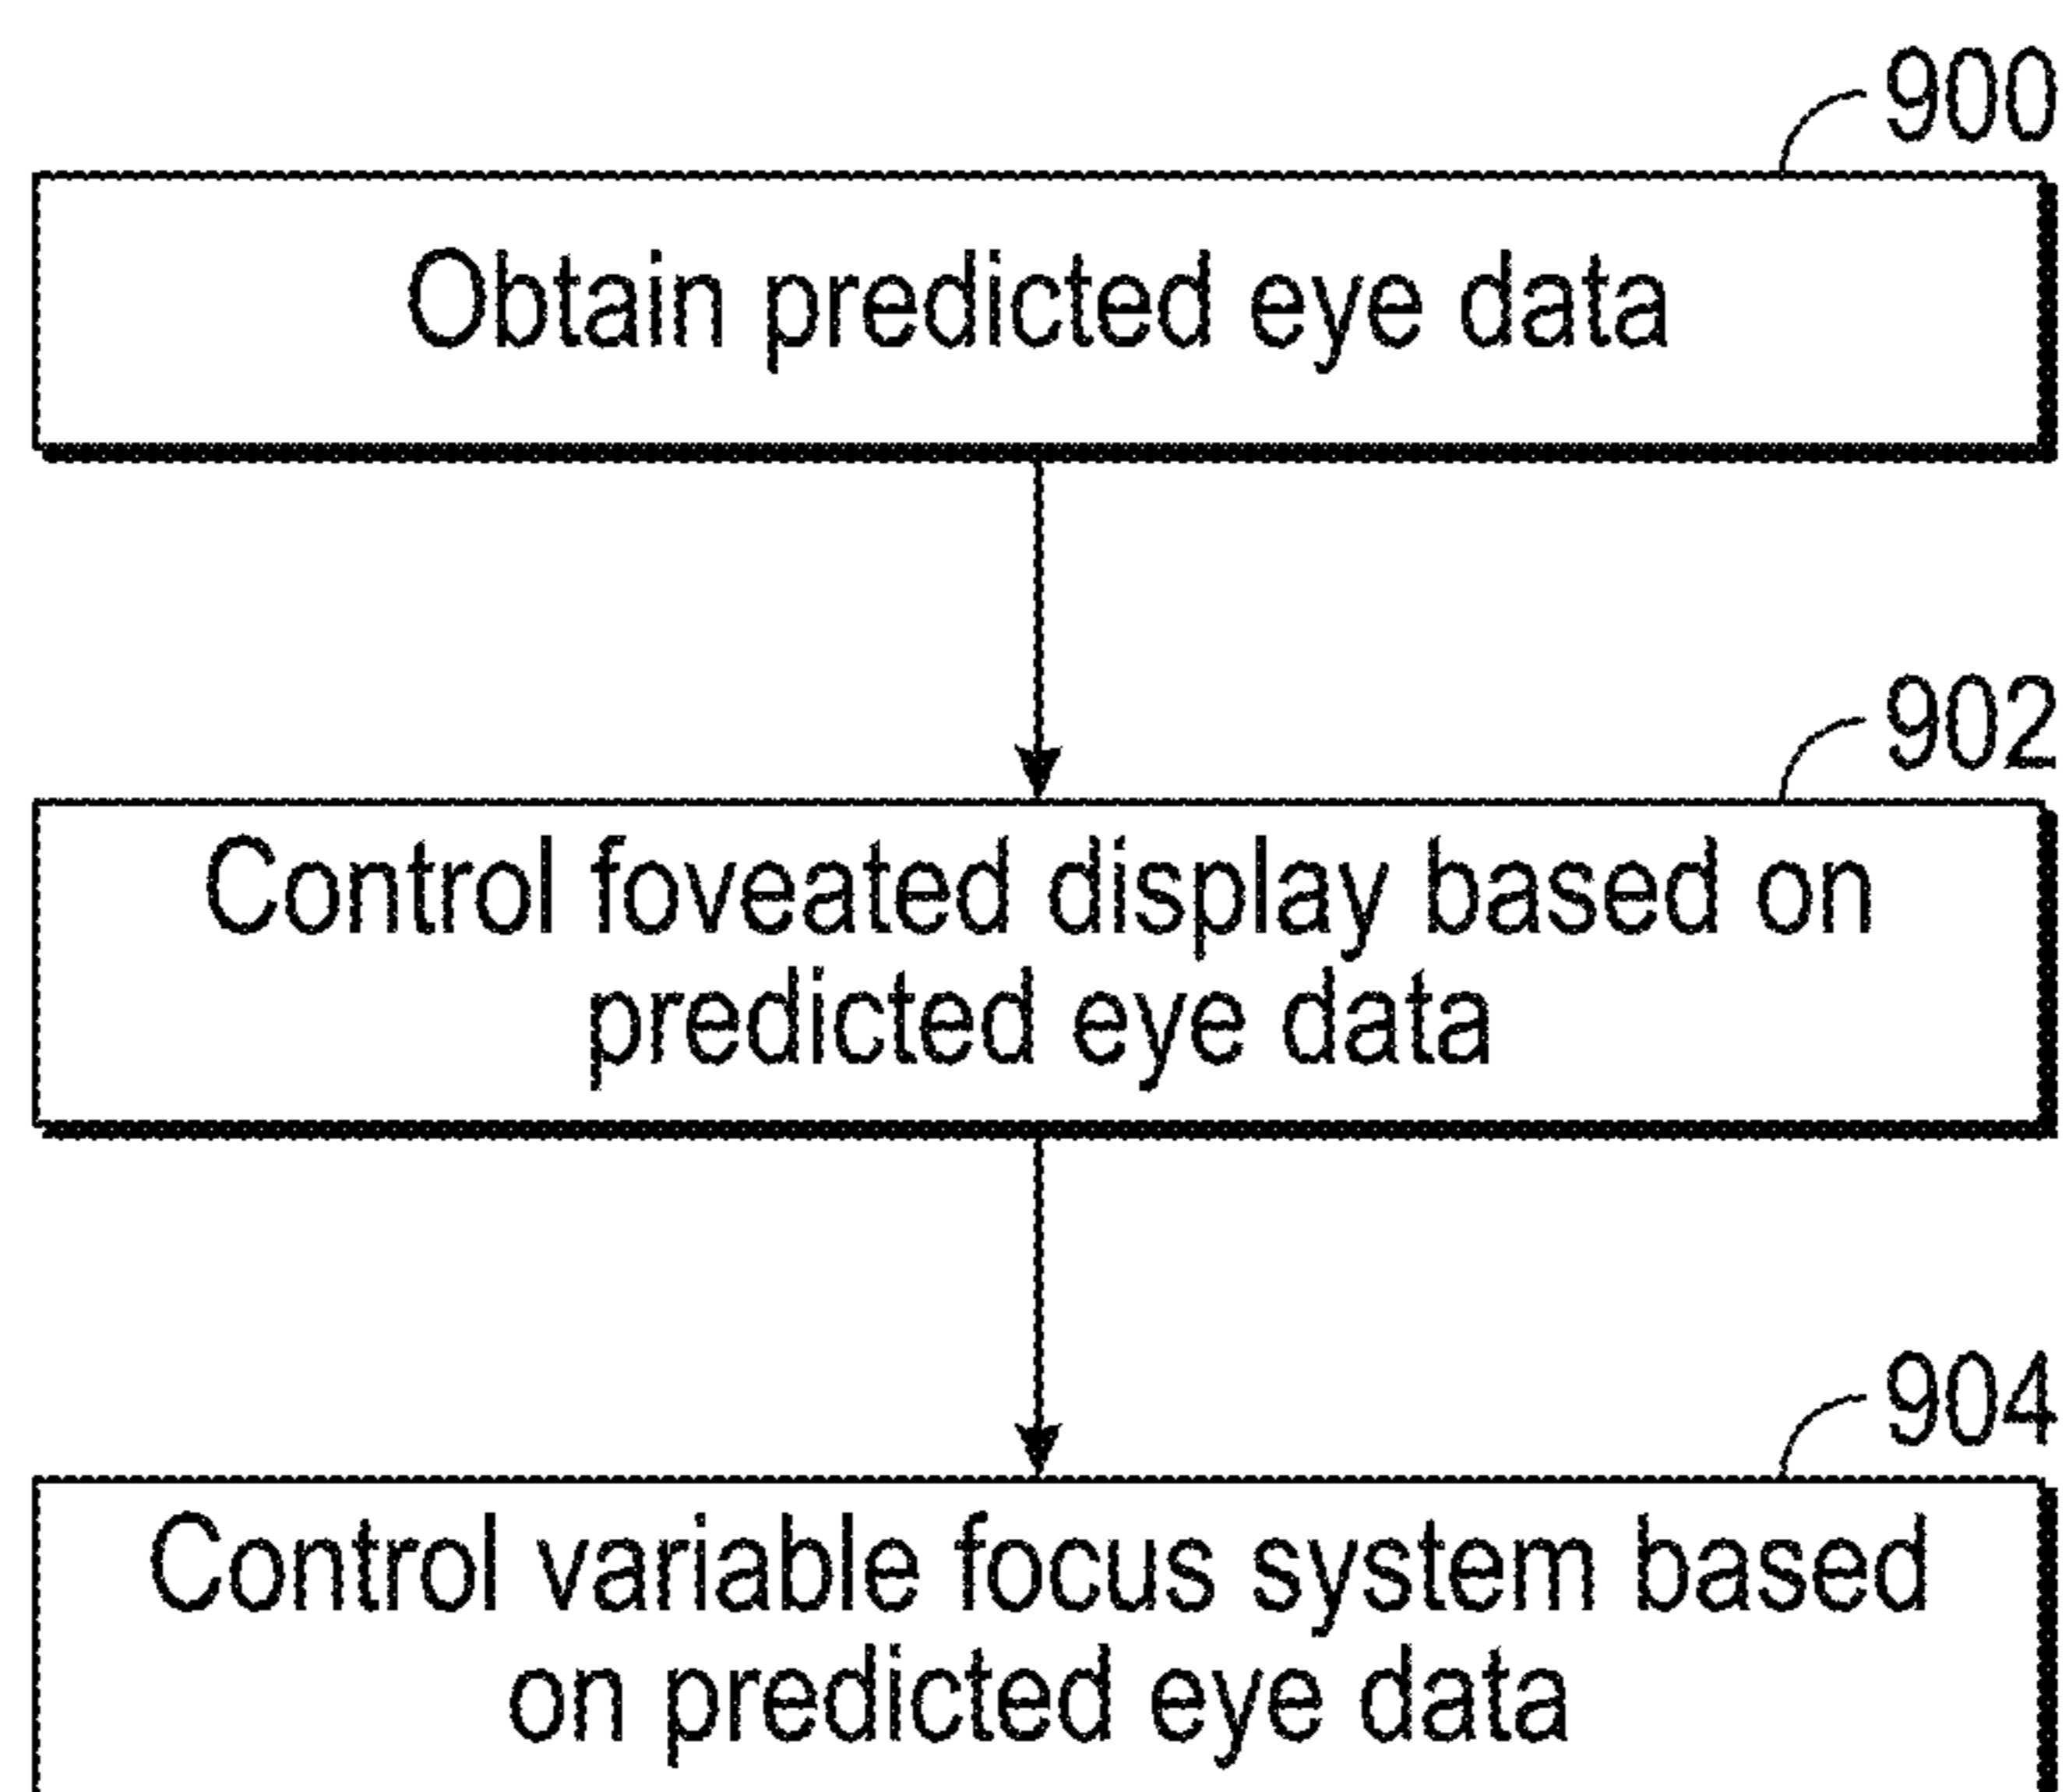 900
Obtain predicted eye data
902
Control foveated display based on
predicted eye data
904
Control variable focus system based
on predicted eye data